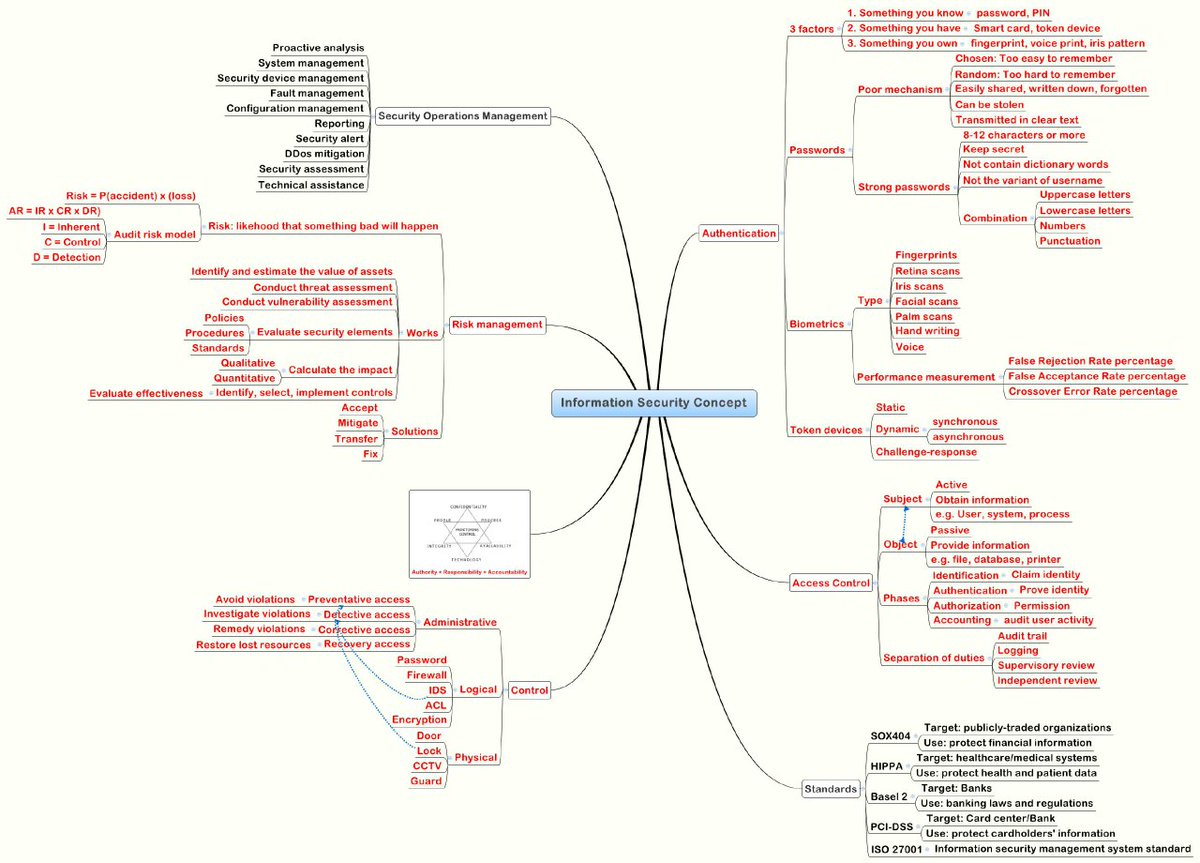 Information Security Concept
Security Operations Management
Proactive analysis
System management
Security device management
Fault management
Configuration management
Reporting
Security alert
DDos mitigation
Security assessment
Technical assistance
Risk management
Risk: likehood that something bad will happen
Risk = P(accident) x (loss)
Audit risk model
AR = IR x CR x DR)
I = Inherent
C = Control
D = Detection
Works
Identify and estimate the value of assets
Conduct threat assessment
Conduct vulnerability assessment
Evaluate security elements
Policies
Procedures
Standards
Calculate the impact
Qualitative
Quantitative
Identify, select, implement controls
Evaluate effectiveness
Solutions
Accept
Mitigate
Transfer
Fix
CONFIDENTIALITY
PEOPLE
PROCESS
MONITORING
CONTROL
INTEGRITY
AVAILABILITY
TECHNOLOGY
Authority • Responsibility • Accountability
Control
Administrative
Preventative access
Avoid violations
Detective access
Investigate violations
Corrective access
Remedy violations
Recovery access
Restore lost resources
Logical
Password
Firewall
IDS
ACL
Encryption
Physical
Door
Lock
CCTV
Guard
Authentication
3 factors
1. Something you know
password, PIN
2. Something you have
Smart card, token device
3. Something you own
fingerprint, voice print, iris pattern
Passwords
Poor mechanism
Chosen: Too easy to remember
Random: Too hard to remember
Easily shared, written down, forgotten
Can be stolen
Transmitted in clear text
Strong passwords
8-12 characters or more
Keep secret
Not contain dictionary words
Not the variant of username
Combination
Uppercase letters
Lowercase letters
Numbers
Punctuation
Biometrics
Type
Fingerprints
Retina scans
Iris scans
Facial scans
Palm scans
Hand writing
Voice
Performance measurement
False Rejection Rate percentage
False Acceptance Rate percentage
Crossover Error Rate percentage
Token devices
Static
Dynamic
synchronous
asynchronous
Challenge-response
Access Control
Subject
Active
Obtain information
e.g. User, system, process
Object
Passive
Provide information
e.g. file, database, printer
Phases
Identification
Claim identity
Authentication
Prove identity
Authorization
Permission
Accounting
audit user activity
Separation of duties
Audit trail
Logging
Supervisory review
Independent review
Standards
SOX404
Target: publicly-traded organizations
Use: protect financial information
HIPPA
Target: healthcare/medical systems
Use: protect health and patient data
Basel 2
Target: Banks
Use: banking laws and regulations
PCI-DSS
Target: Card center/Bank
Use: protect cardholders' information
ISO 27001
Information security management system standard